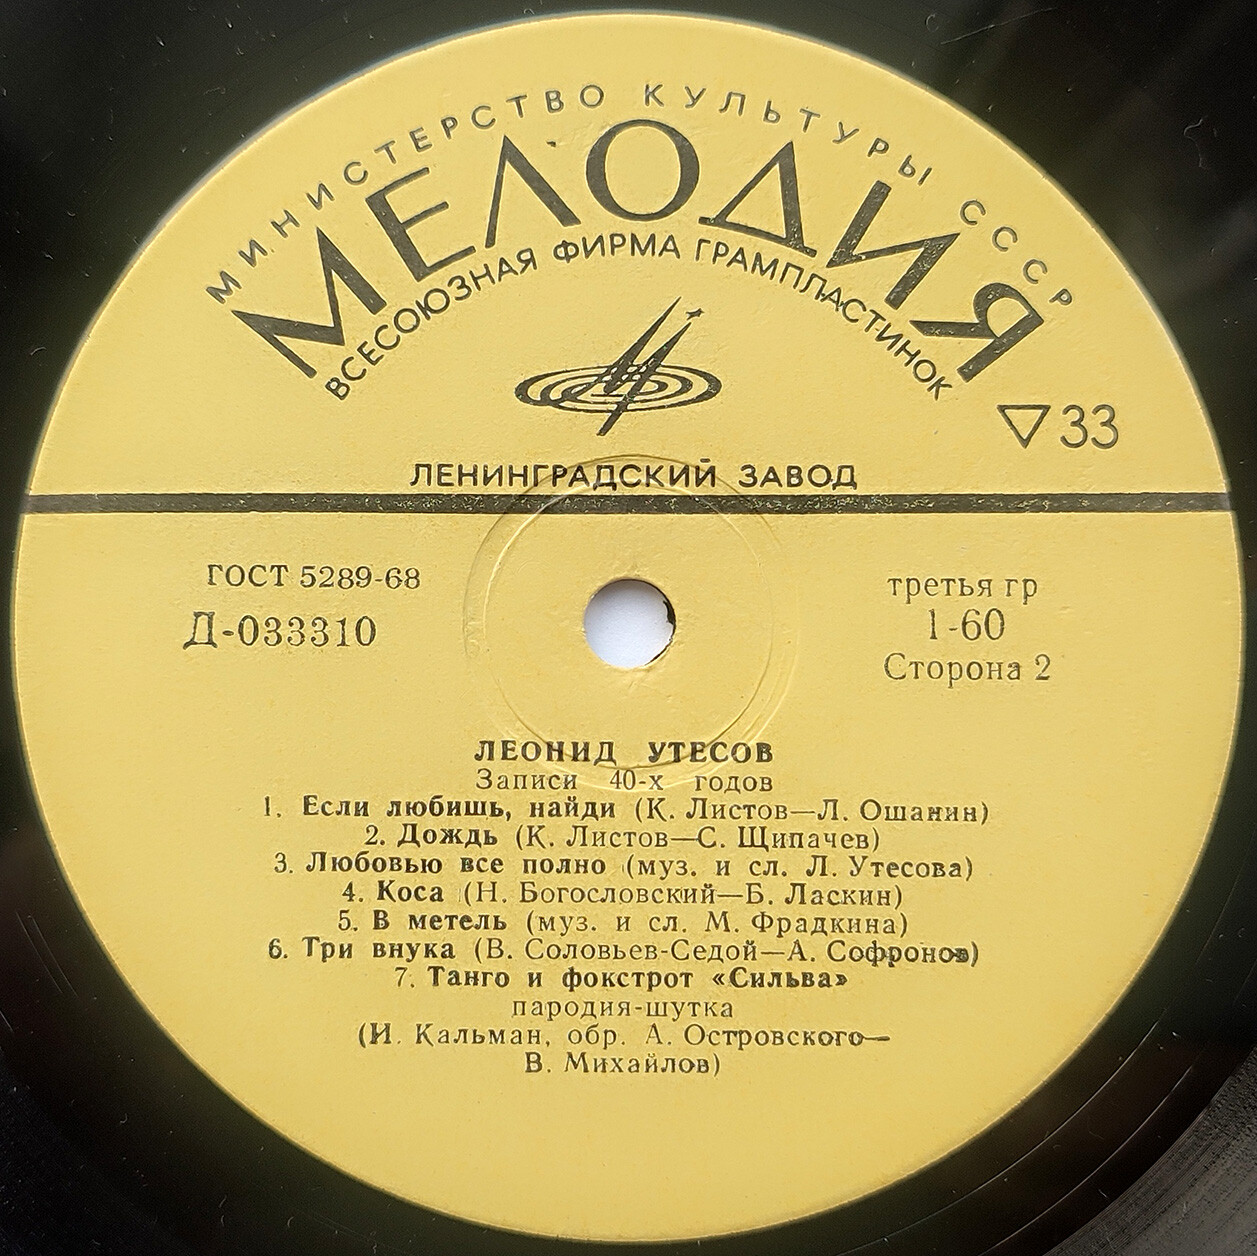 МИНИСТЕРСТВО КУЛЬТУРЫ СССР
МЕЛОДИЯ
ВСЕСОЮЗНАЯ ФИРМА ГРАМПЛАСТИНОК
33
ЛЕНИНГРАДСКИЙ ЗАВОД
ГОСТ 5289-68
Д-033310
третья гр
1-60
Сторона 2
ЛЕОНИД УТЕСОВ
Записи 40-х годов
1. Если любишь, найди (К. Листов—Л. Ошанин)
2. Дождь (К. Листов—С. Щипачев)
3. Любовью все полно (муз. и сл. Л. Утесова)
4. Коса (Н. Богословский—Б. Ласкин)
5. В метель (муз. и сл. М. Фрадкина)
6. Три внука (В. Соловьев-Седой—А. Софронов)
7. Танго и фокстрот «Сильва»
пародия-шутка
(И. Кальман, обр. А. Островского—
В. Михайлов)